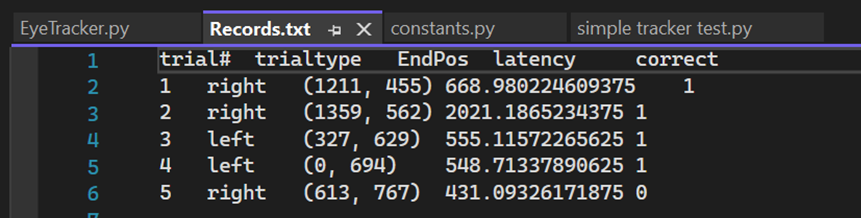 EyeTracker.py Records.txt constants.py simple tracker test.py
1 trial# trialtype EndPos latency correct
2 1 right (1211, 455) 668.980224609375 1
3 2 right (1359, 562) 2021.1865234375 1
4 3 left (327, 629) 555.11572265625 1
5 4 left (0, 694) 548.71337890625 1
6 5 right (613, 767) 431.09326171875 0